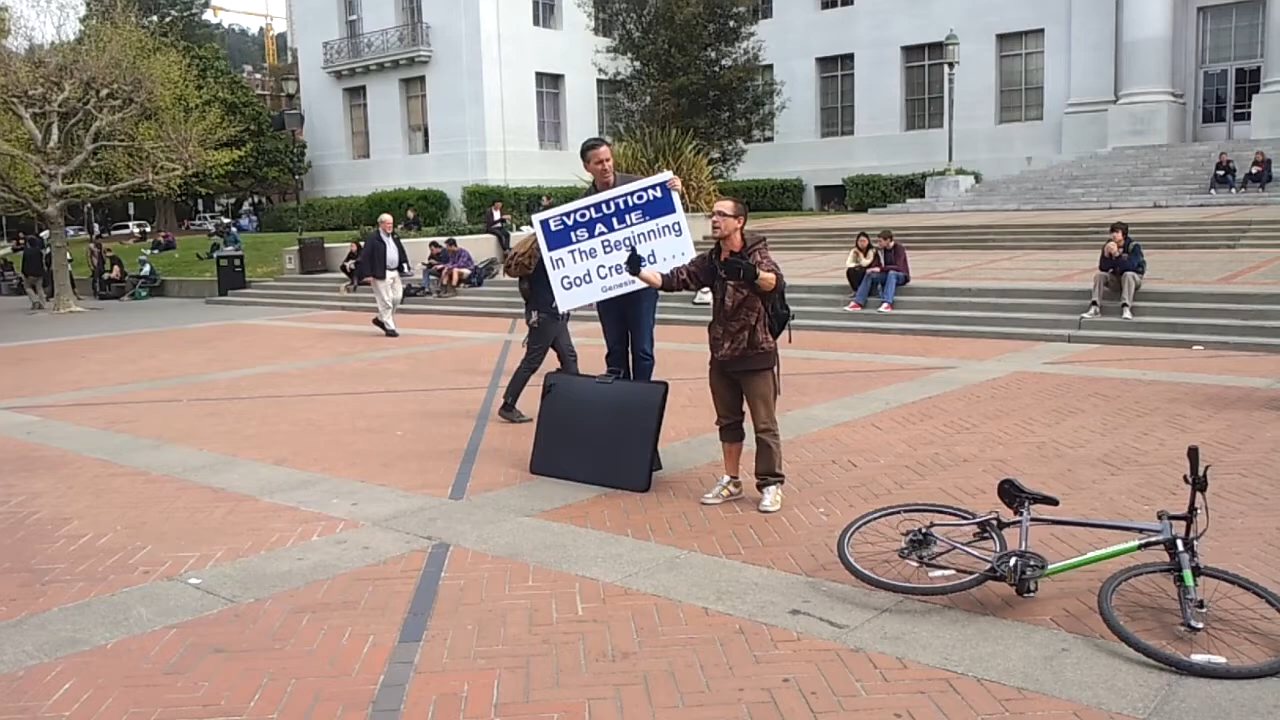 EVOLUTION
IS A LIE.
In The Beginning
God Created . . .
Genesis